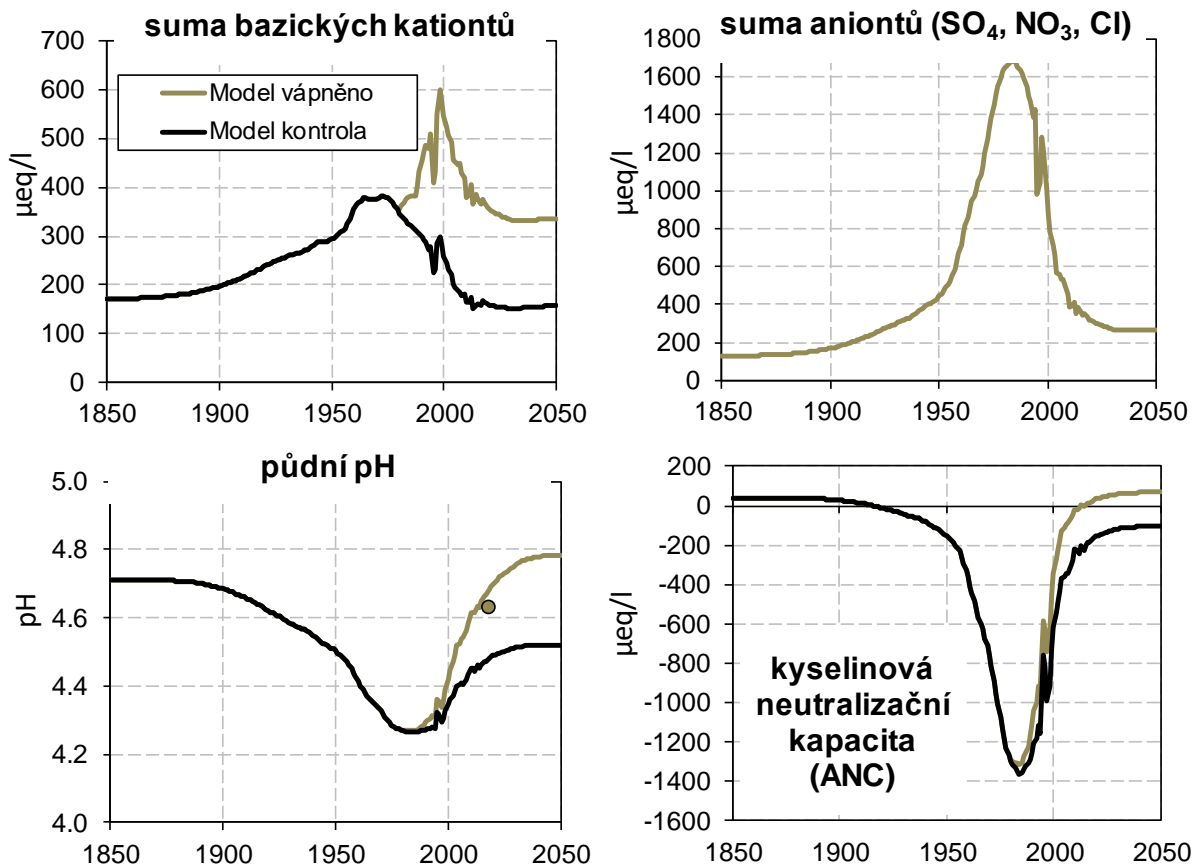 suma bazických kationtů
700
600
500
400
300
200
100
0
µeq/l
Model vápněno
Model kontrola
1850 1900 1950 2000 2050
suma aniontů (SO₄, NO₃, Cl)
1800
1600
1400
1200
1000
800
600
400
200
0
µeq/l
1850 1900 1950 2000 2050
půdní pH
5.0
4.8
4.6
4.4
4.2
4.0
pH
1850 1900 1950 2000 2050
200
0
-200
-400
-600
-800
-1000
-1200
-1400
-1600
µeq/l
kyselinová
neutralizační
kapacita
(ANC)
1850 1900 1950 2000 2050